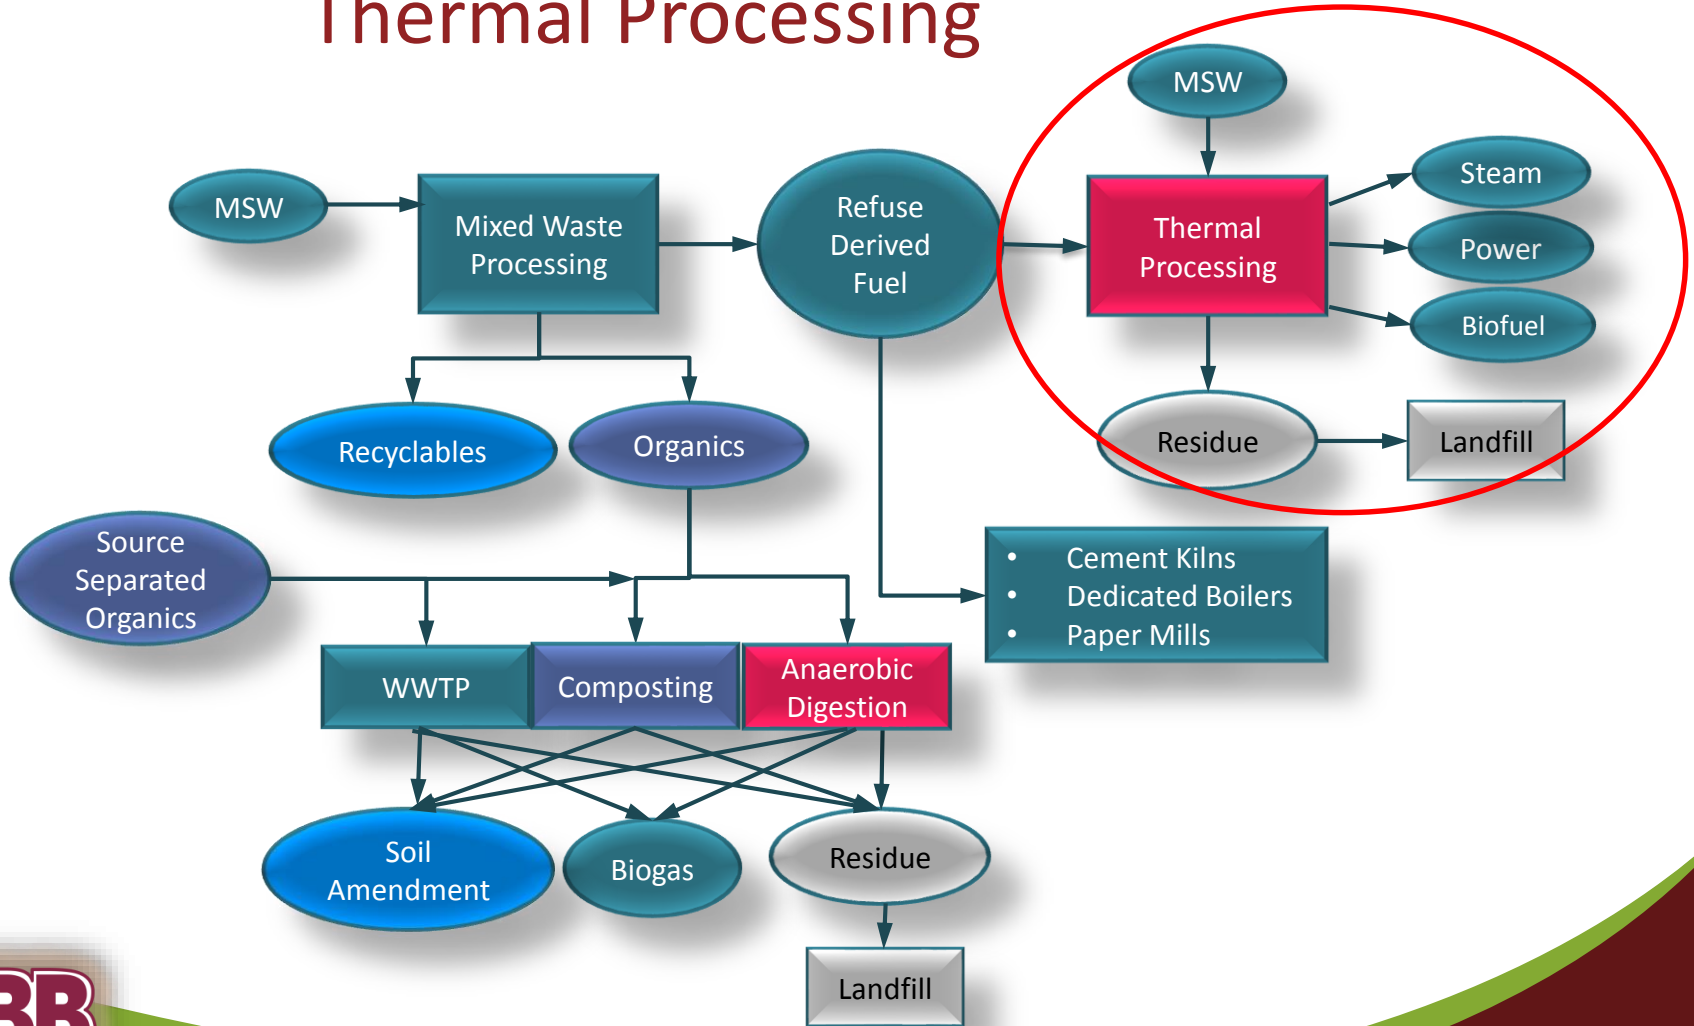 Thermal Processing
MSW
MSW
Mixed Waste
Processing
Refuse
Derived
Fuel
Thermal
Processing
Steam
Power
Biofuel
Recyclables
Organics
Residue
Landfill
Source
Separated
Organics
• Cement Kilns
• Dedicated Boilers
• Paper Mills
WWTP
Composting
Anaerobic
Digestion
Soil
Amendment
Biogas
Residue
Landfill